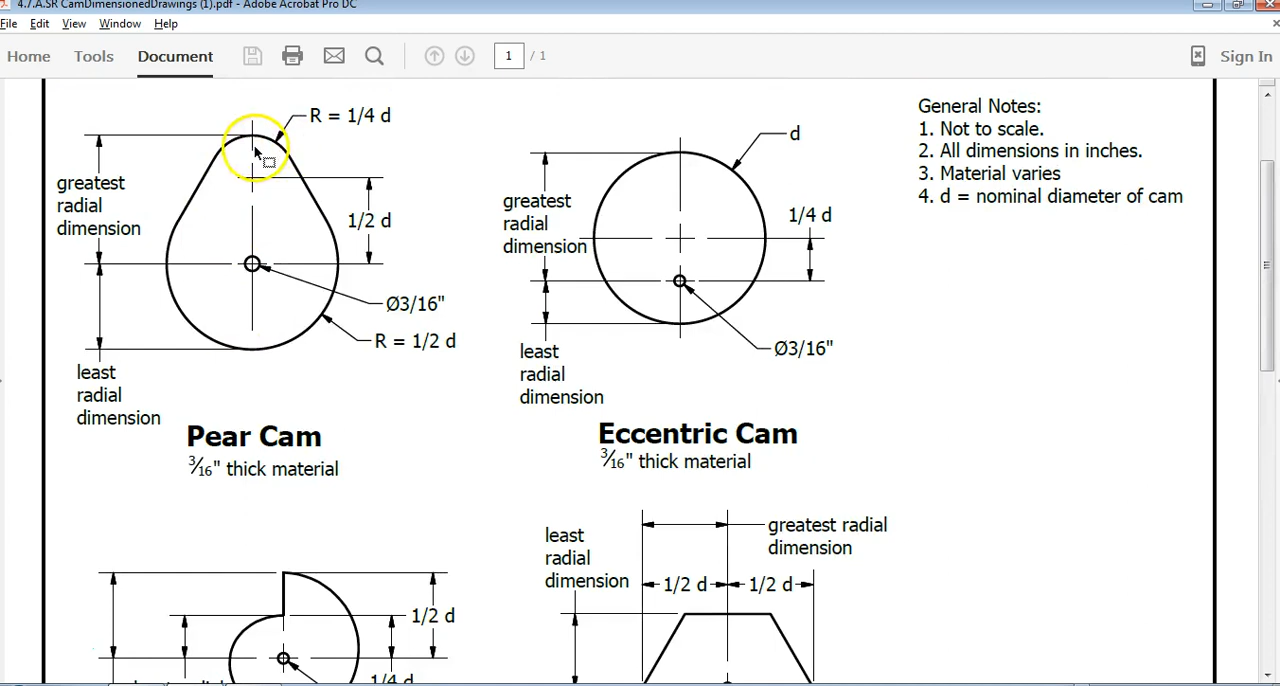 4.7.A.SR CamDimensionedDrawings (1).pdf - Adobe Acrobat Pro DC
File Edit View Window Help
Home Tools Document 1 / 1 Sign In
R = 1/4 d
greatest
radial
dimension
1/2 d
Ø3/16"
R = 1/2 d
least
radial
dimension
Pear Cam
3/16" thick material
d
greatest
radial
dimension
1/4 d
Ø3/16"
least
radial
dimension
Eccentric Cam
3/16" thick material
General Notes:
1. Not to scale.
2. All dimensions in inches.
3. Material varies
4. d = nominal diameter of cam
1/2 d
1/4 d
least
radial
dimension
greatest radial
dimension
1/2 d
1/2 d